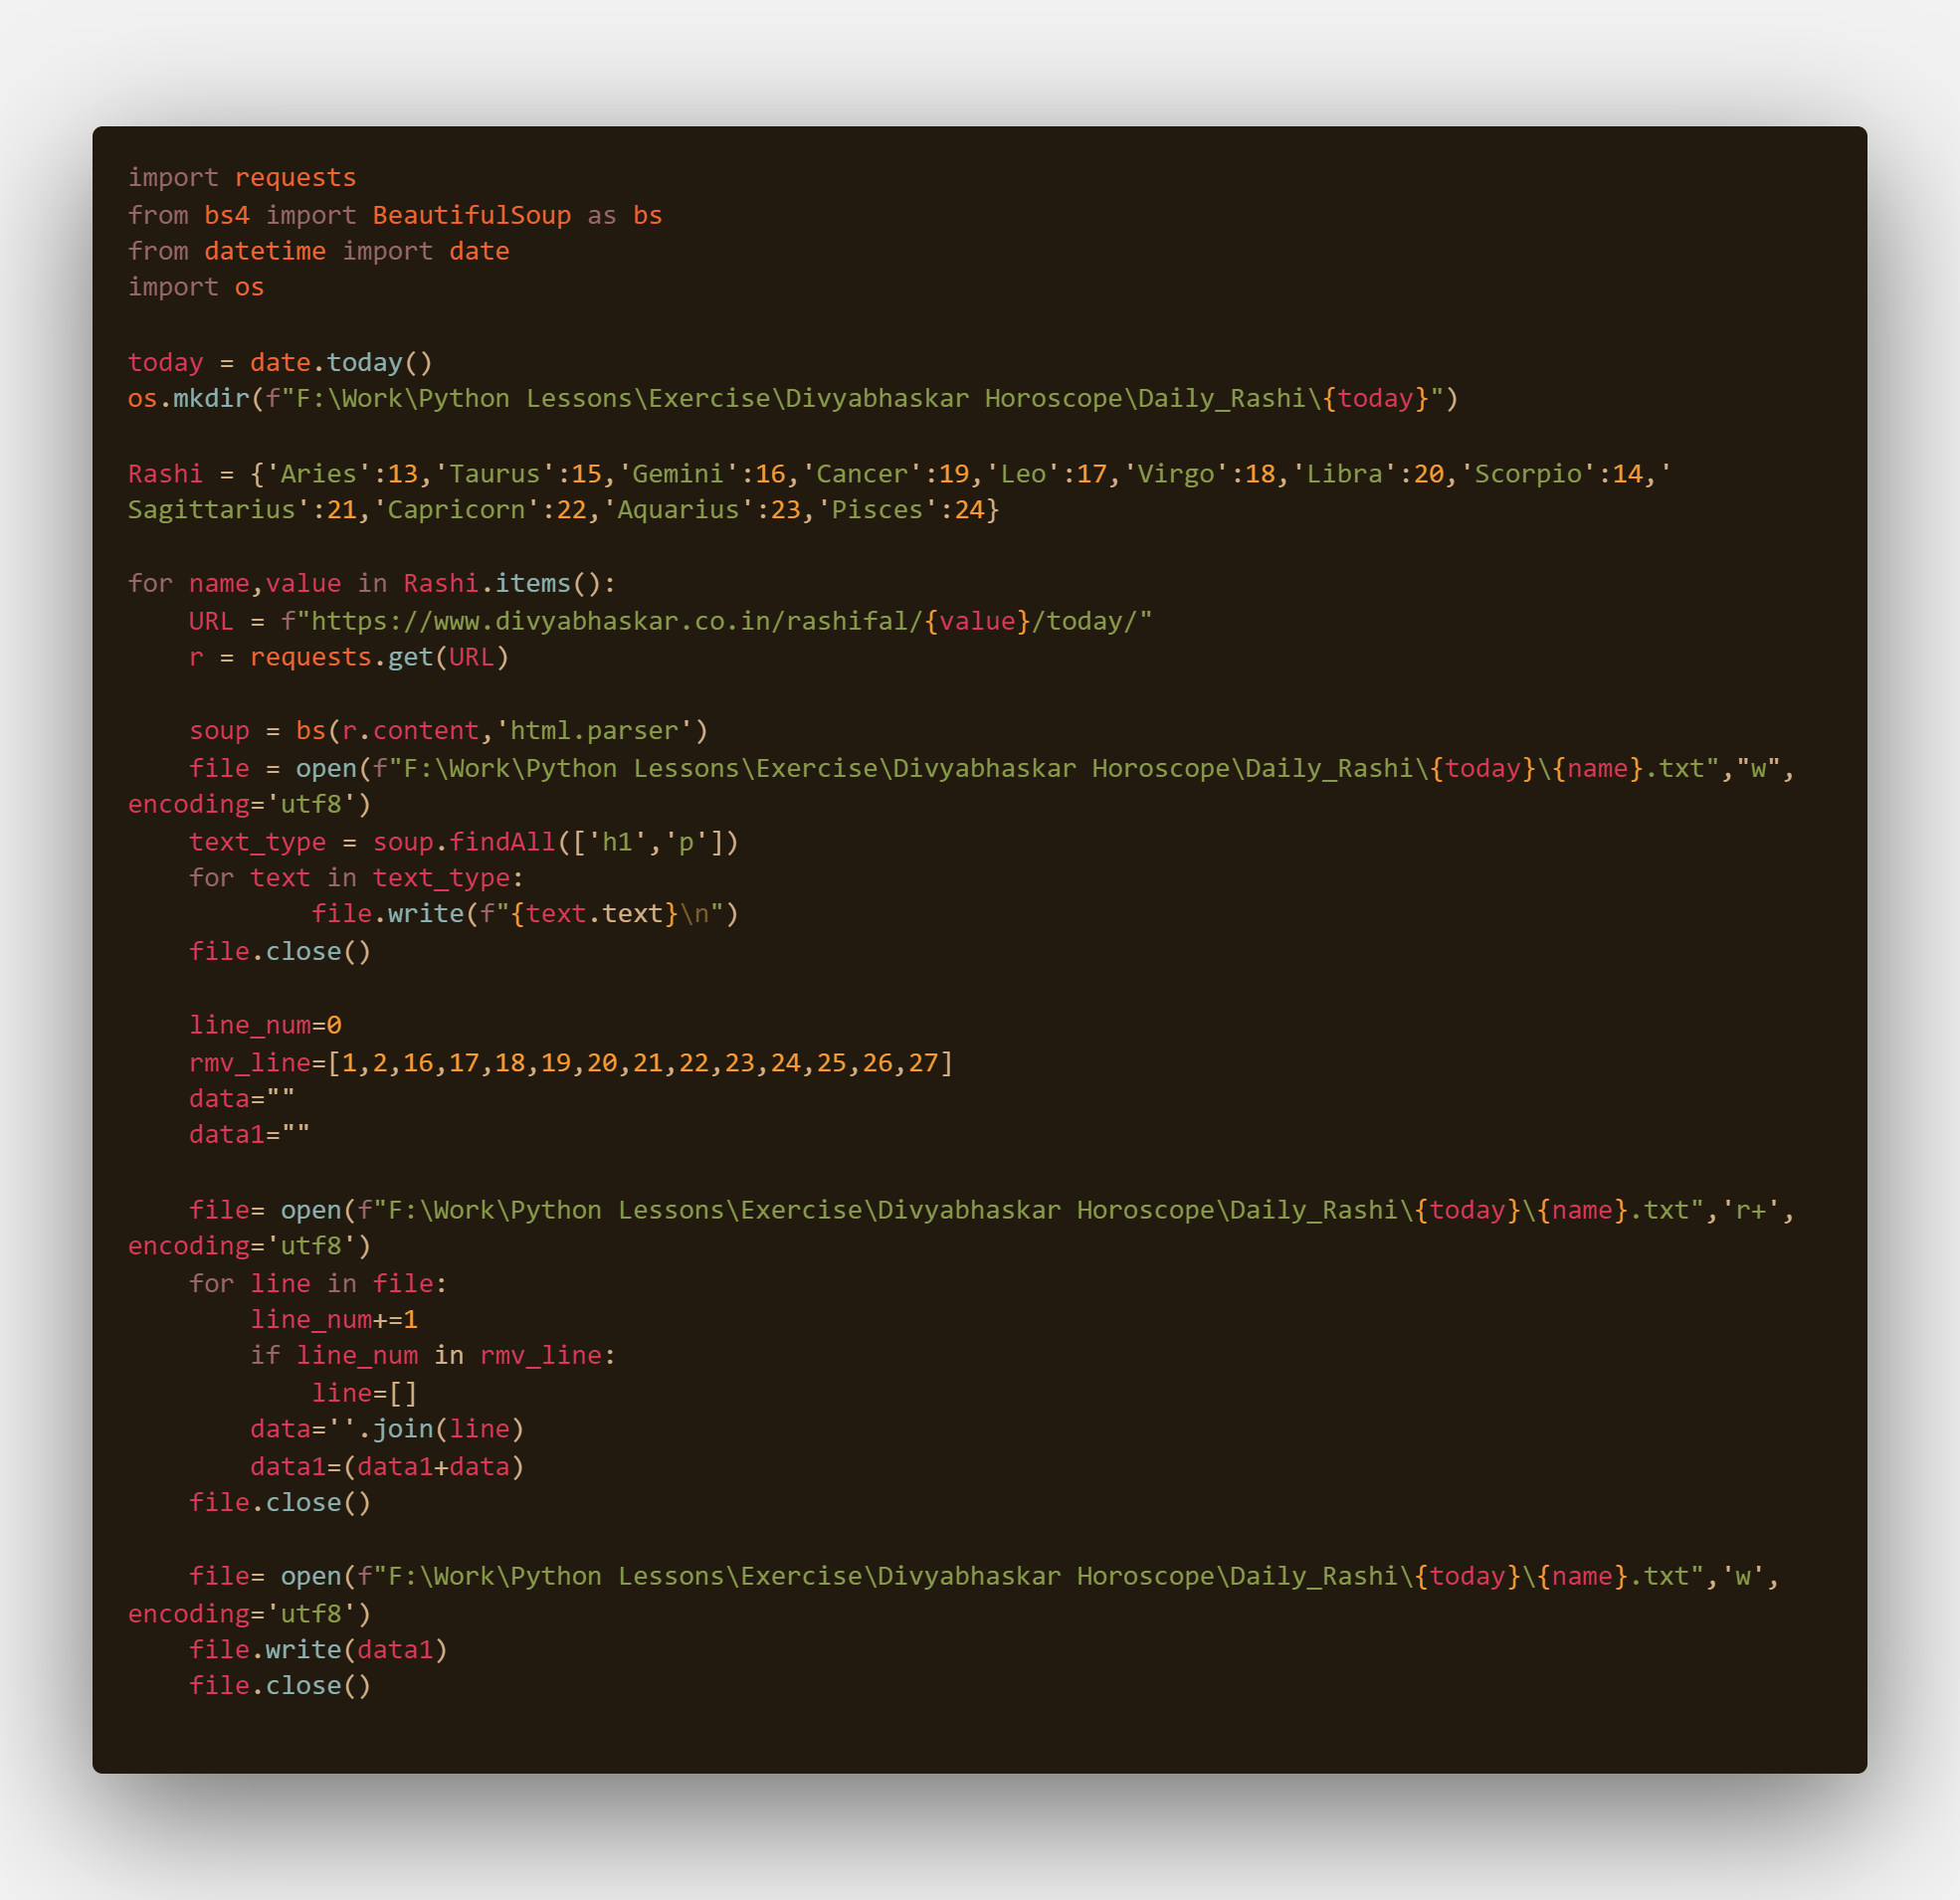 import requests
from bs4 import BeautifulSoup as bs
from datetime import date
import os

today = date.today()
os.mkdir(f"F:\Work\Python Lessons\Exercise\Divyabhaskar Horoscope\Daily_Rashi\{today}")

Rashi = {'Aries':13,'Taurus':15,'Gemini':16,'Cancer':19,'Leo':17,'Virgo':18,'Libra':20,'Scorpio':14,'
Sagittarius':21,'Capricorn':22,'Aquarius':23,'Pisces':24}

for name,value in Rashi.items():
    URL = f"https://www.divyabhaskar.co.in/rashifal/{value}/today/"
    r = requests.get(URL)

    soup = bs(r.content,'html.parser')
    file = open(f"F:\Work\Python Lessons\Exercise\Divyabhaskar Horoscope\Daily_Rashi\{today}\{name}.txt","w",
encoding='utf8')
    text_type = soup.findAll(['h1','p'])
    for text in text_type:
            file.write(f"{text.text}\n")
    file.close()

    line_num=0
    rmv_line=[1,2,16,17,18,19,20,21,22,23,24,25,26,27]
    data=""
    data1=""

    file= open(f"F:\Work\Python Lessons\Exercise\Divyabhaskar Horoscope\Daily_Rashi\{today}\{name}.txt",'r+',
encoding='utf8')
    for line in file:
        line_num+=1
        if line_num in rmv_line:
            line=[]
        data=''.join(line)
        data1=(data1+data)
    file.close()

    file= open(f"F:\Work\Python Lessons\Exercise\Divyabhaskar Horoscope\Daily_Rashi\{today}\{name}.txt",'w',
encoding='utf8')
    file.write(data1)
    file.close()